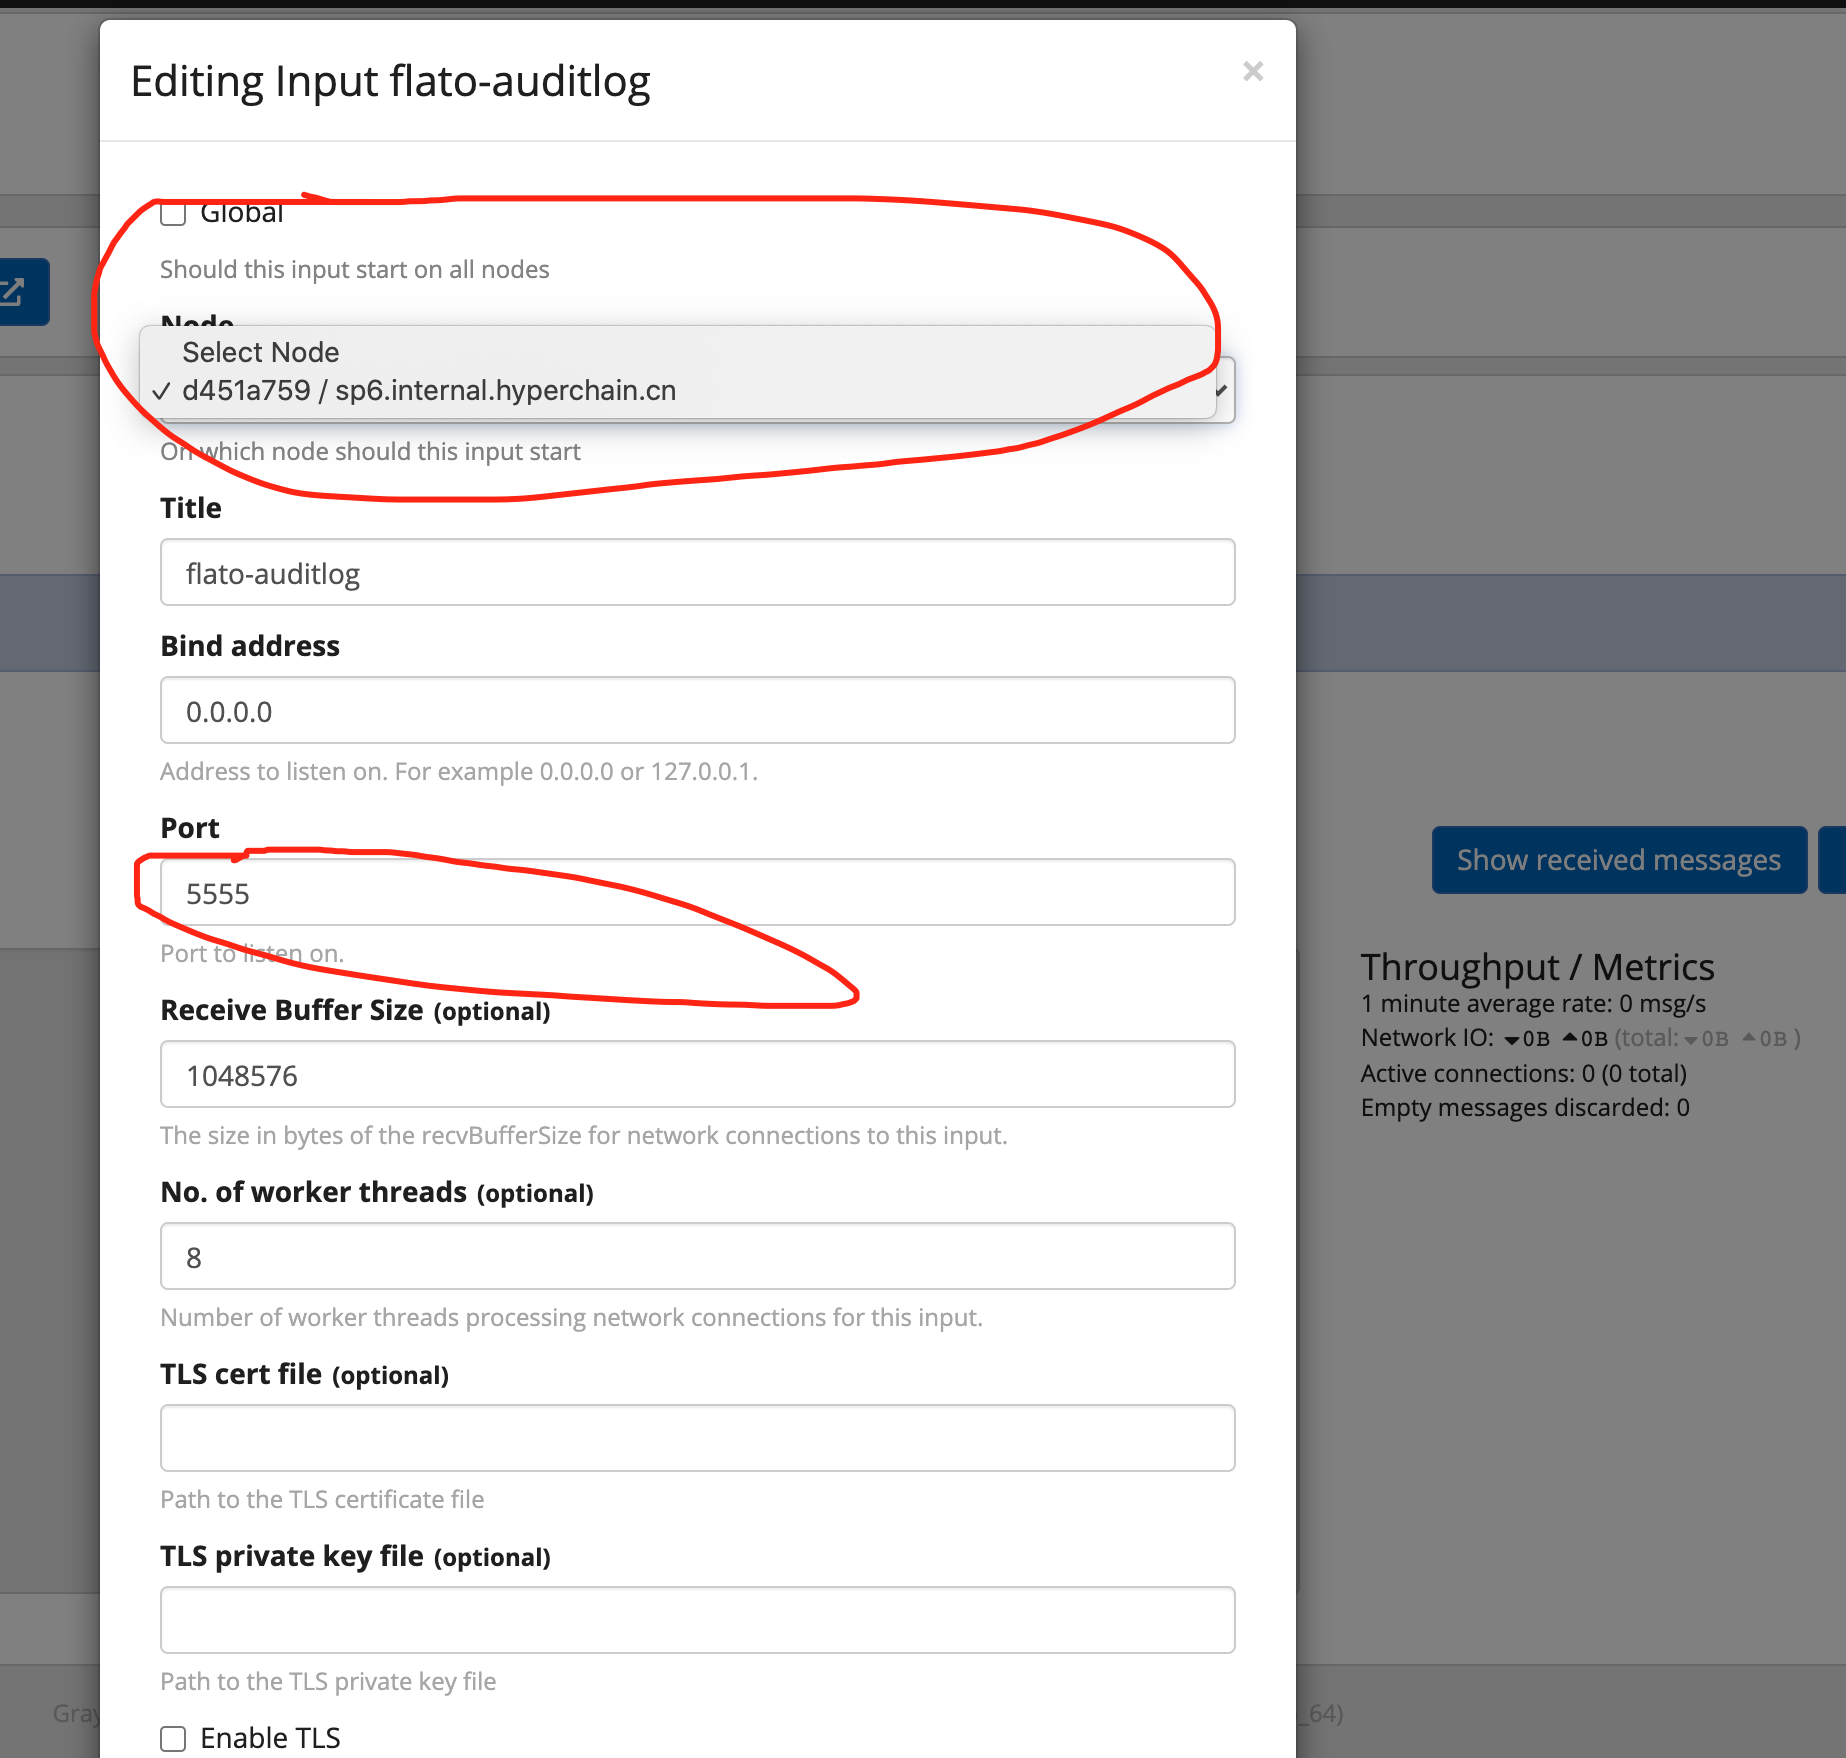 Editing Input flato-auditlog
×
Global
Should this input start on all nodes
Node
Select Node
✓ d451a759 / sp6.internal.hyperchain.cn
On which node should this input start
Title
flato-auditlog
Bind address
0.0.0.0
Address to listen on. For example 0.0.0.0 or 127.0.0.1.
Port
5555
Port to listen on.
Receive Buffer Size (optional)
1048576
The size in bytes of the recvBufferSize for network connections to this input.
No. of worker threads (optional)
8
Number of worker threads processing network connections for this input.
TLS cert file (optional)
Path to the TLS certificate file
TLS private key file (optional)
Path to the TLS private key file
Enable TLS
Show received messages
Throughput / Metrics
1 minute average rate: 0 msg/s
Network IO: ▾0B ▴0B (total: ▾0B ▴0B )
Active connections: 0 (0 total)
Empty messages discarded: 0
Gray
_64)